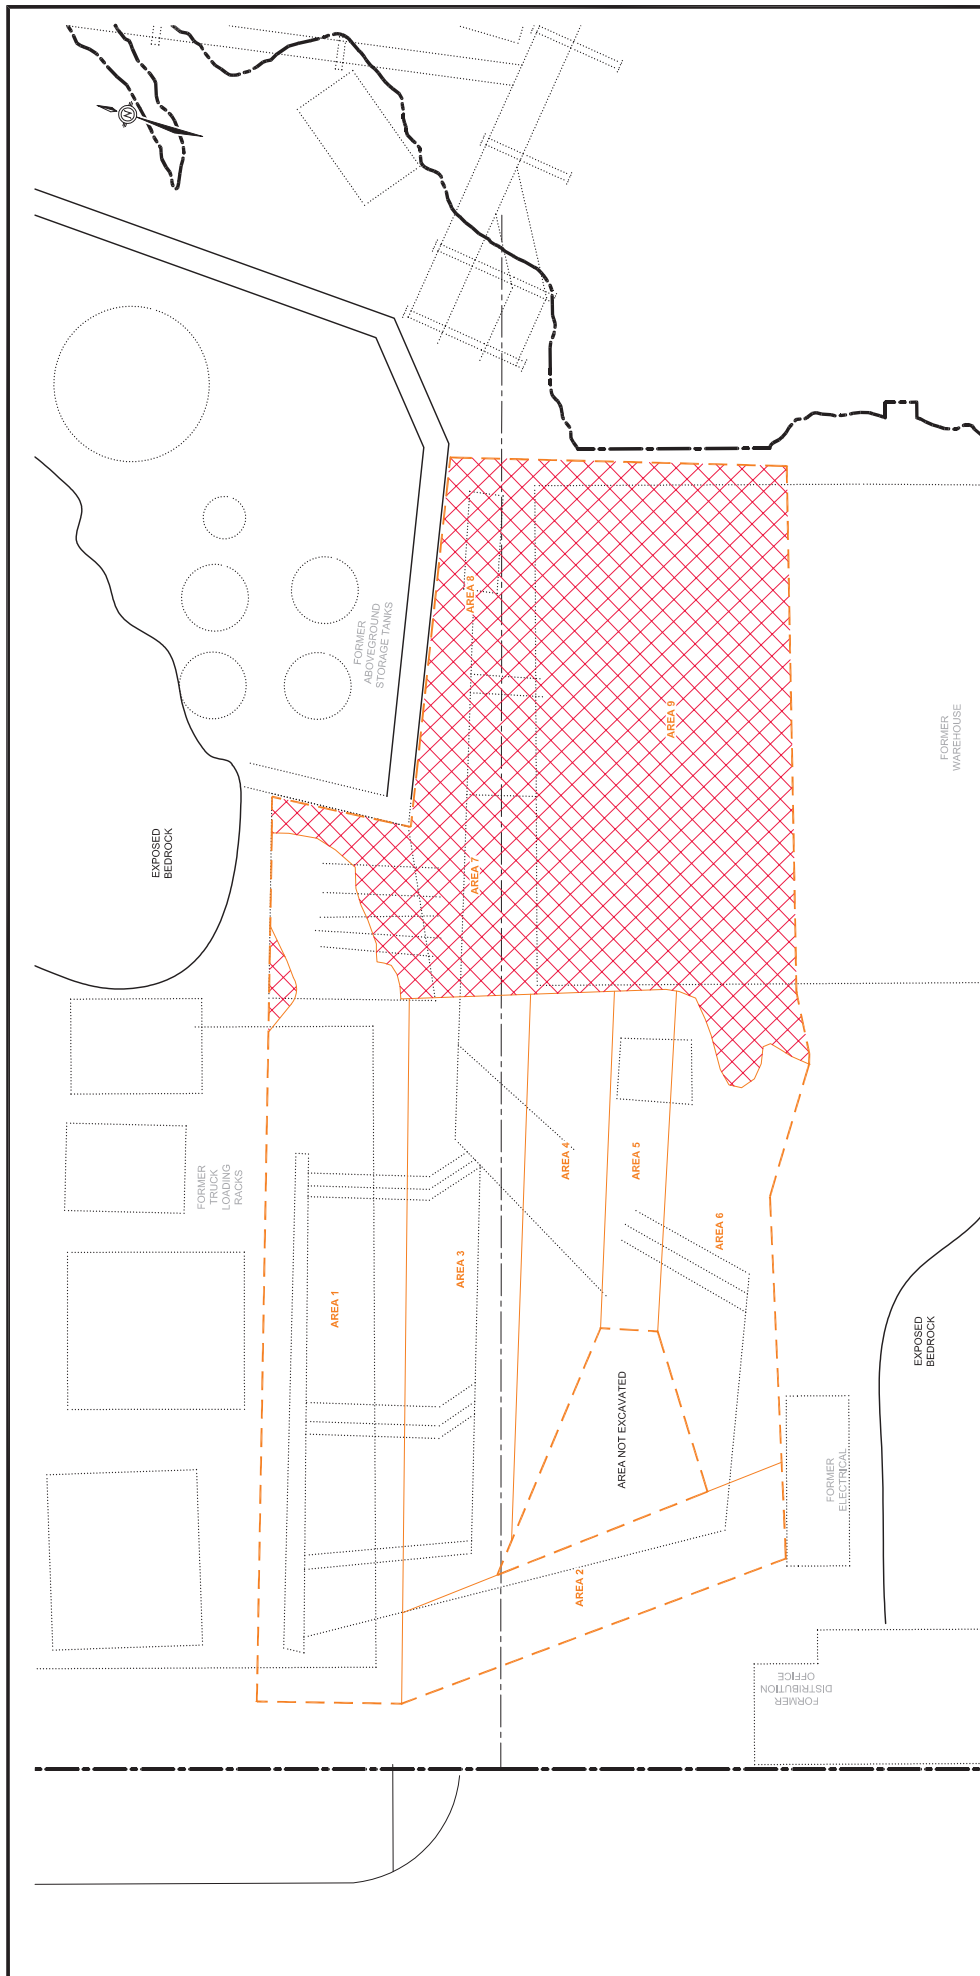 N
FORMER
ABOVEGROUND
STORAGE TANKS
AREA 8
AREA 9
FORMER
WAREHOUSE
EXPOSED
BEDROCK
AREA 7
FORMER
TRUCK
LOADING
RACKS
AREA 4
AREA 5
AREA 6
AREA 1
AREA 3
EXPOSED
BEDROCK
AREA NOT EXCAVATED
FORMER
ELECTRICAL
AREA 2
FORMER
DISTRIBUTION
OFFICE